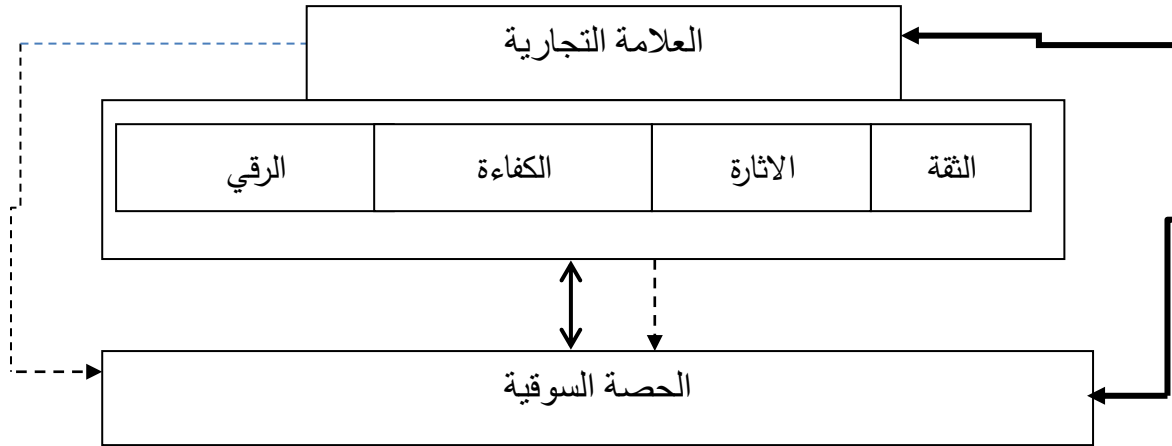 العلامة التجارية
الثقة
الاثارة
الكفاءة
الرقي
الحصة السوقية